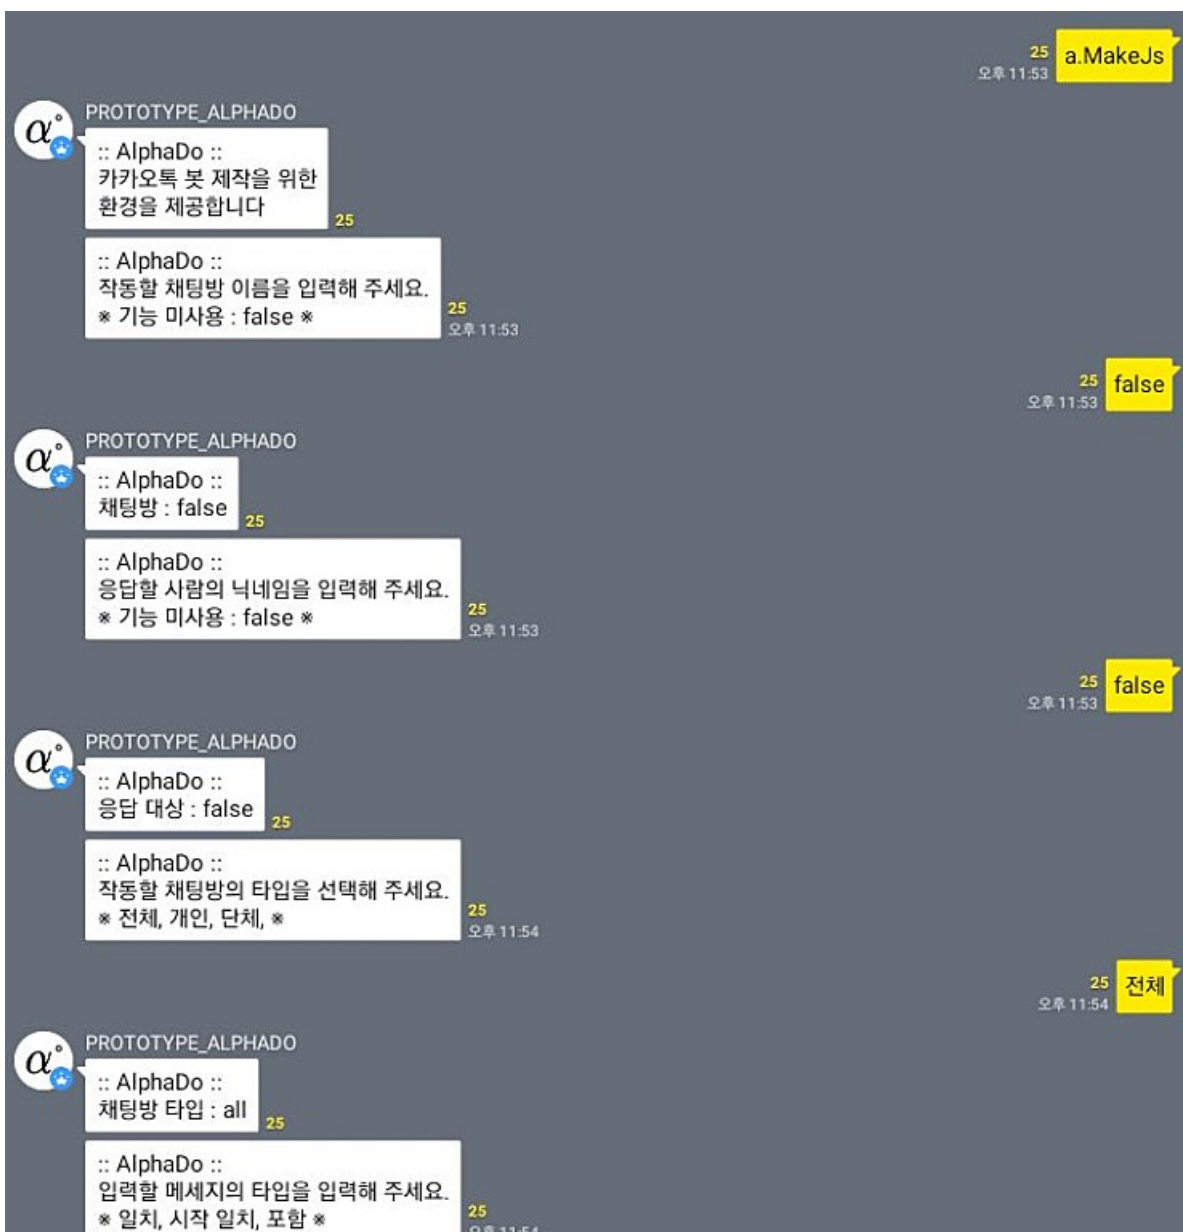 25
오후 11:53
a.MakeJs
PROTOTYPE_ALPHADO
:: AlphaDo ::
카카오톡 봇 제작을 위한
환경을 제공합니다
25
:: AlphaDo ::
작동할 채팅방 이름을 입력해 주세요.
※ 기능 미사용 : false ※
25
오후 11:53
25
오후 11:53
false
PROTOTYPE_ALPHADO
:: AlphaDo ::
채팅방 : false
25
:: AlphaDo ::
응답할 사람의 닉네임을 입력해 주세요.
※ 기능 미사용 : false ※
25
오후 11:53
25
오후 11:53
false
PROTOTYPE_ALPHADO
:: AlphaDo ::
응답 대상 : false
25
:: AlphaDo ::
작동할 채팅방의 타입을 선택해 주세요.
※ 전체, 개인, 단체, ※
25
오후 11:54
25
오후 11:54
전체
PROTOTYPE_ALPHADO
:: AlphaDo ::
채팅방 타입 : all
25
:: AlphaDo ::
입력할 메세지의 타입을 입력해 주세요.
※ 일치, 시작 일치, 포함 ※
25
오후 11:54